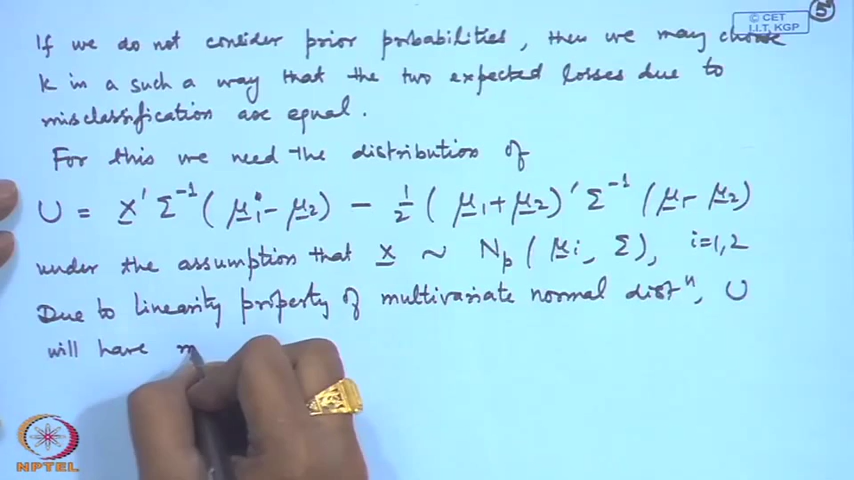 5
© CET
I.I.T, KGP
If we do not consider prior probabilities, then we may choose
k in a such a way that the two expected losses due to
misclassification are equal.
For this we need the distribution of
U = x' Σ⁻¹ (μ₁ - μ₂) - 1/2 (μ₁+μ₂)' Σ⁻¹ (μ₁- μ₂)
under the assumption that x ~ Nₚ (μi, Σ), i=1,2
Due to linearity property of multivariate normal distⁿ, U
will have
NPTEL